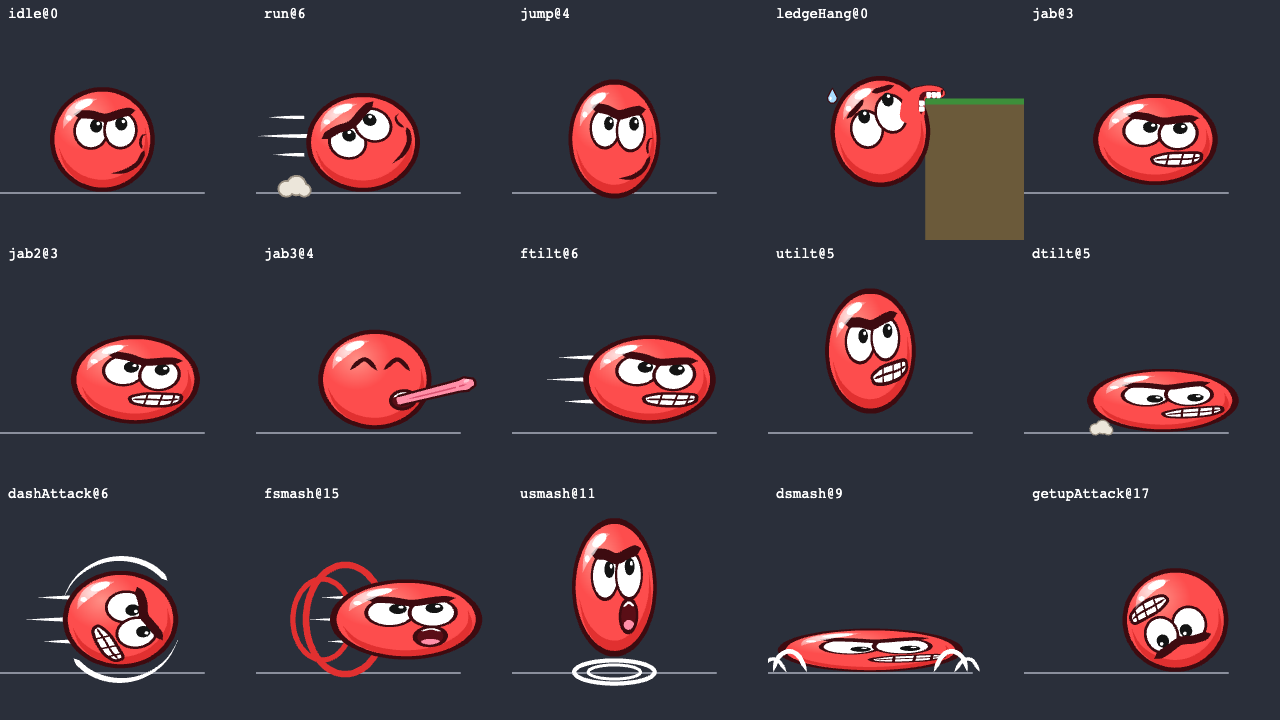 idle@0
run@6
jump@4
ledgeHang@0
jab@3
jab2@3
jab3@4
ftilt@6
utilt@5
dtilt@5
dashAttack@6
fsmash@15
usmash@11
dsmash@9
getupAttack@17